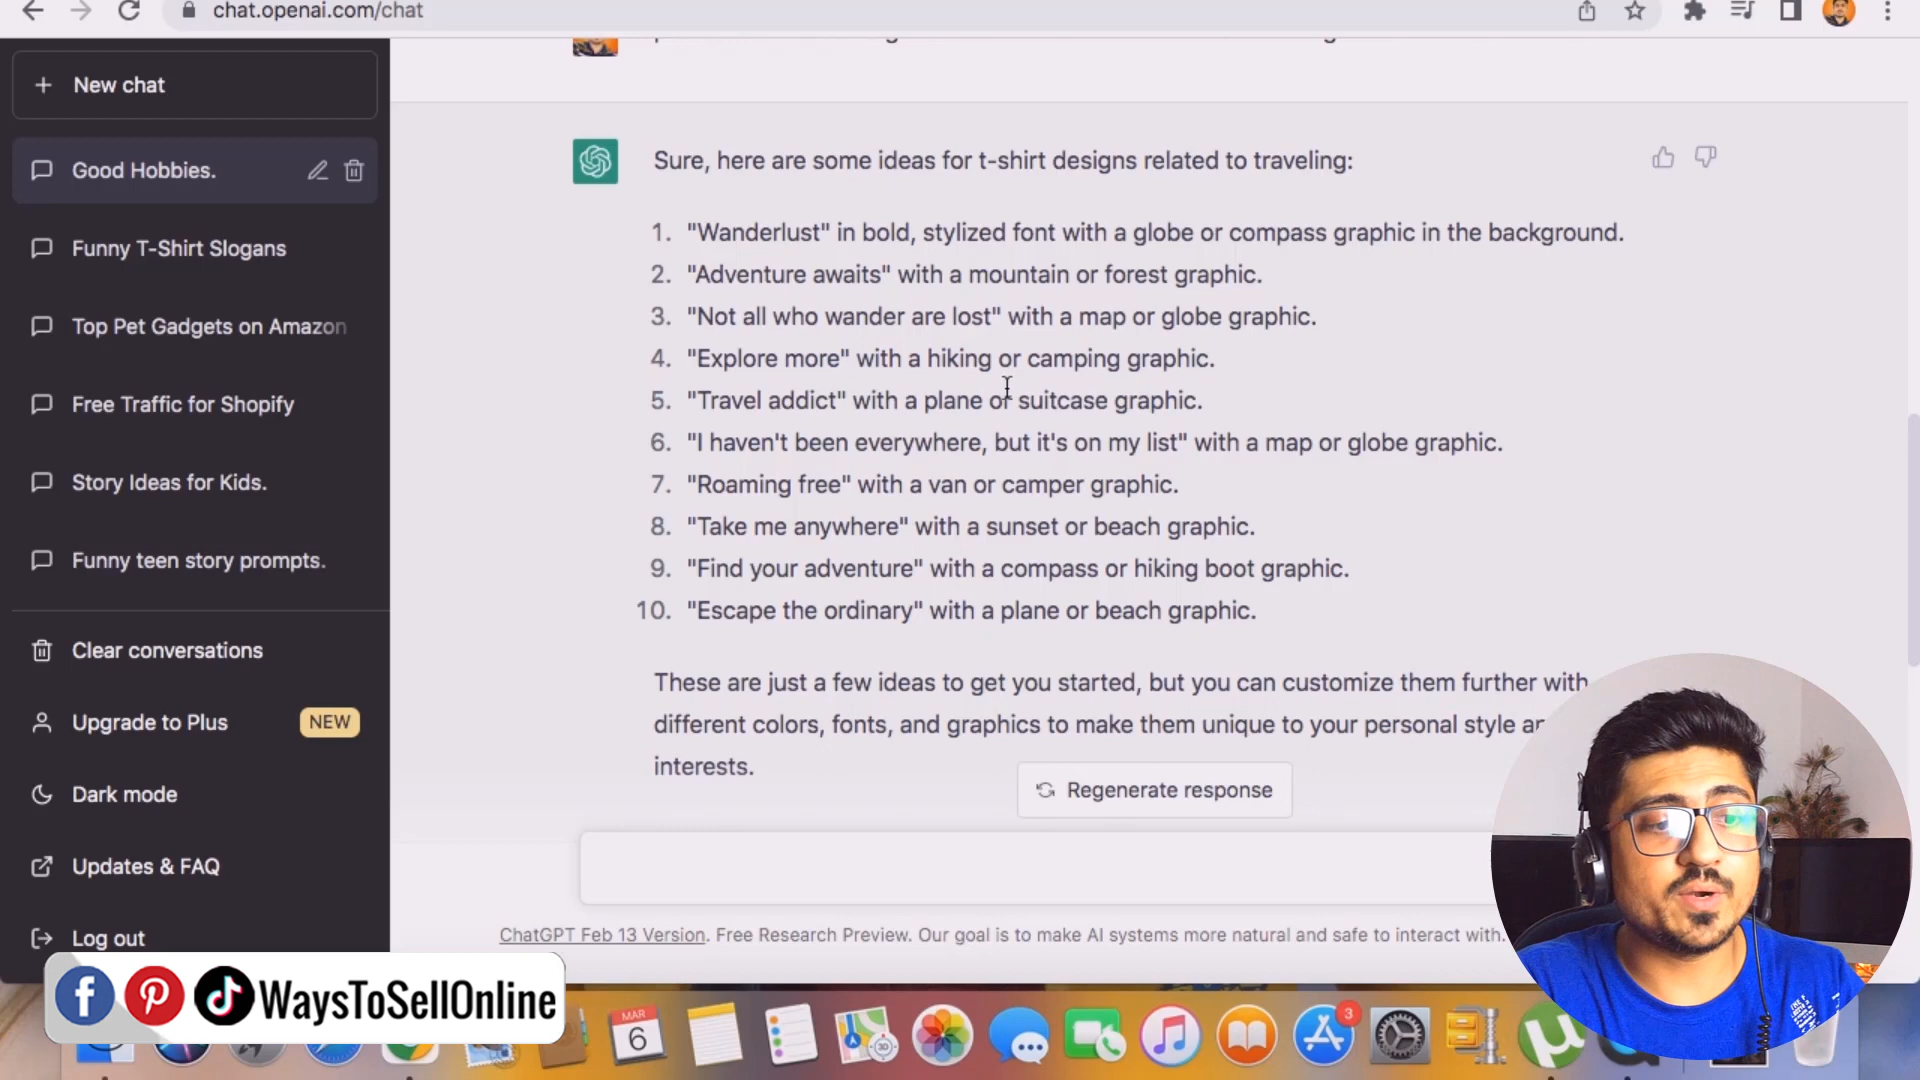 chat.openai.com/chat
New chat
Good Hobbies.
Funny T-Shirt Slogans
Top Pet Gadgets on Amazon
Free Traffic for Shopify
Story Ideas for Kids.
Funny teen story prompts.
Clear conversations
Upgrade to Plus NEW
Dark mode
Updates & FAQ
Log out
Sure, here are some ideas for t-shirt designs related to traveling:
1. "Wanderlust" in bold, stylized font with a globe or compass graphic in the background.
2. "Adventure awaits" with a mountain or forest graphic.
3. "Not all who wander are lost" with a map or globe graphic.
4. "Explore more" with a hiking or camping graphic.
5. "Travel addict" with a plane or suitcase graphic.
6. "I haven't been everywhere, but it's on my list" with a map or globe graphic.
7. "Roaming free" with a van or camper graphic.
8. "Take me anywhere" with a sunset or beach graphic.
9. "Find your adventure" with a compass or hiking boot graphic.
10. "Escape the ordinary" with a plane or beach graphic.
These are just a few ideas to get you started, but you can customize them further with
different colors, fonts, and graphics to make them unique to your personal style
interests.
Regenerate response
ChatGPT Feb 13 Version. Free Research Preview. Our goal is to make AI systems more natural and safe to interact with.
WaysToSellOnline
MAR
6
3D
3